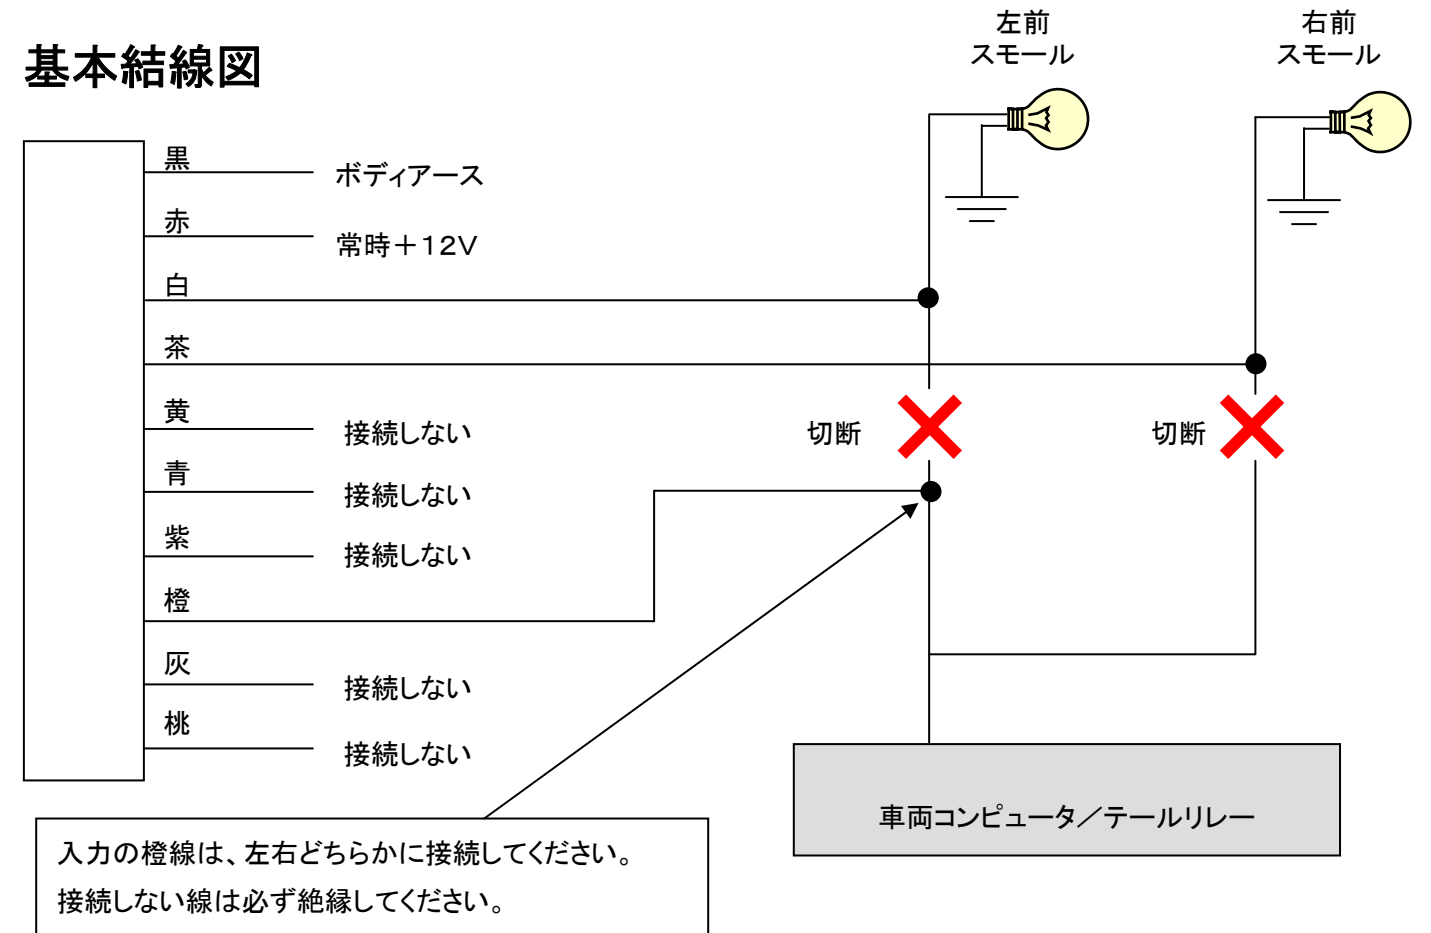 基本結線図
左前
スモール
右前
スモール
黒
ボディアース
赤
常時＋１２Ｖ
白
茶
黄
接続しない
切断
切断
青
接続しない
紫
接続しない
橙
灰
接続しない
桃
接続しない
車両コンピュータ／テールリレー
入力の橙線は、左右どちらかに接続してください。
接続しない線は必ず絶縁してください。